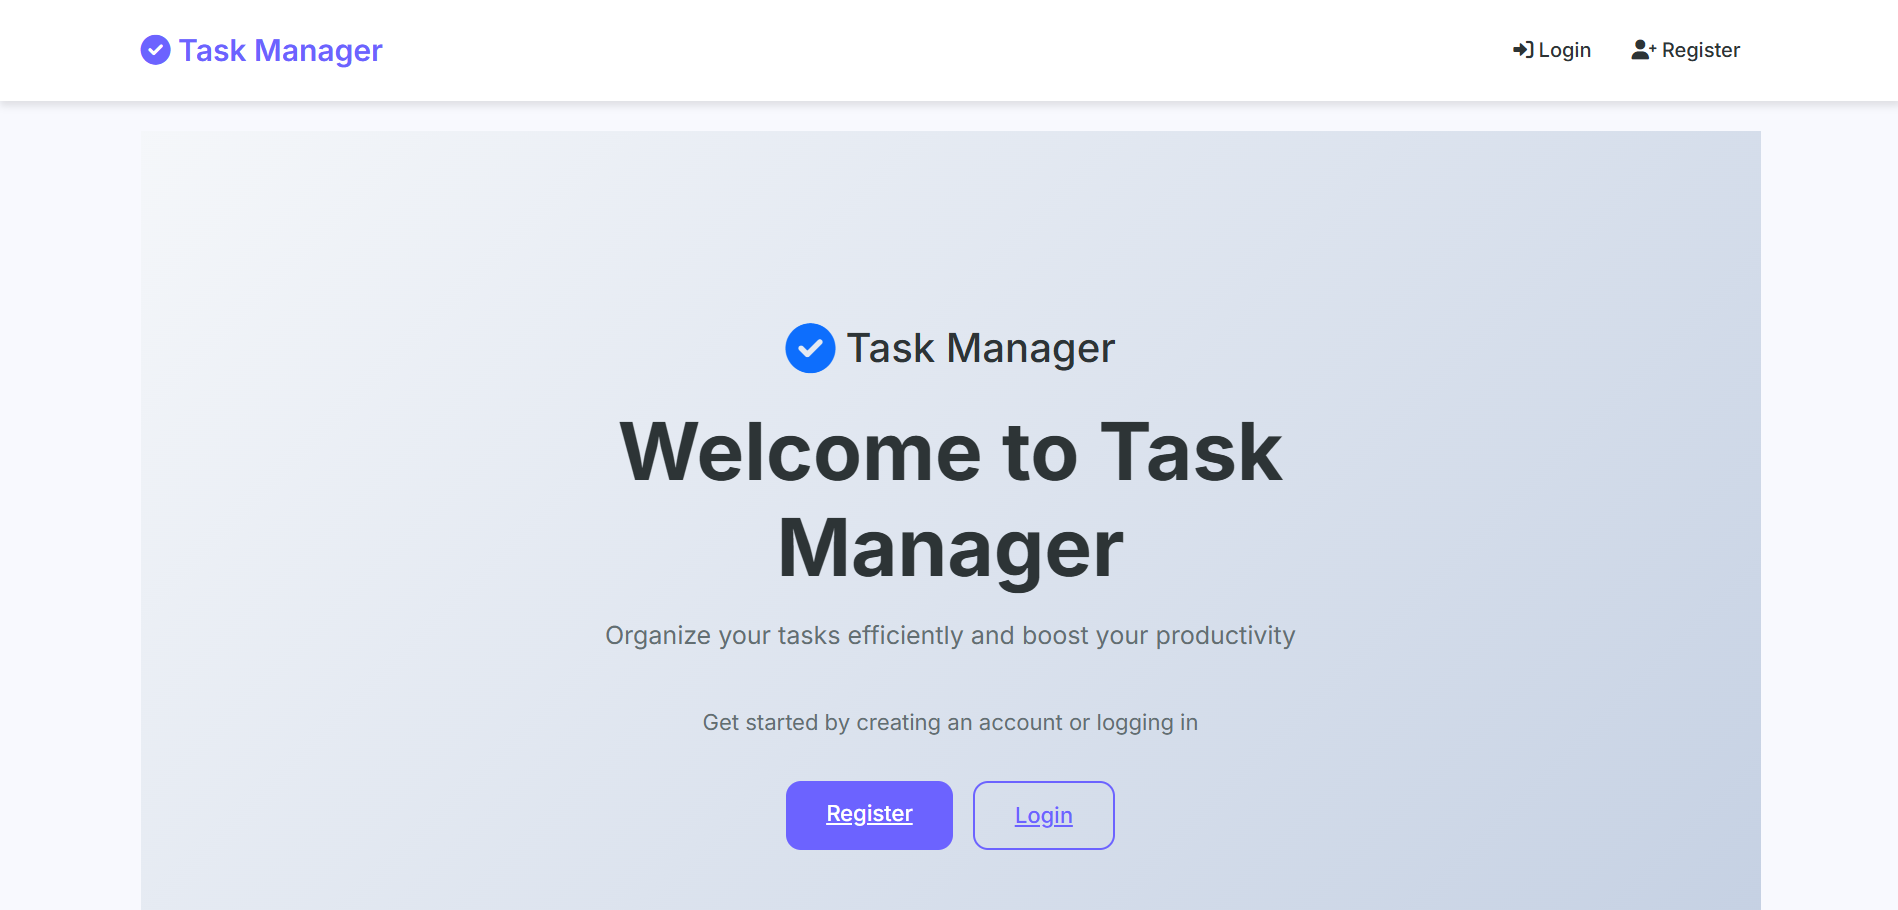 Task Manager
Login
Register
Task Manager
Welcome to Task
Manager
Organize your tasks efficiently and boost your productivity
Get started by creating an account or logging in
Register
Login